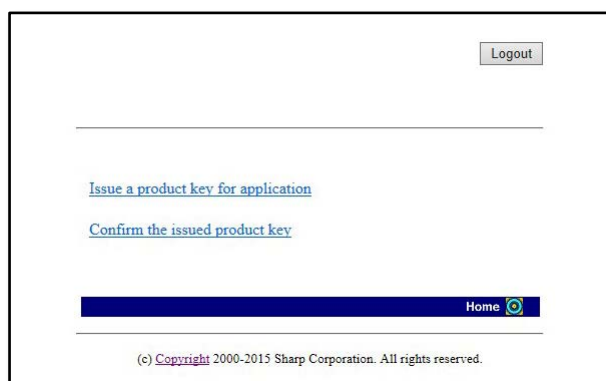 Logout
Issue a product key for application
Confirm the issued product key
Home
(c) Copyright 2000-2015 Sharp Corporation. All rights reserved.